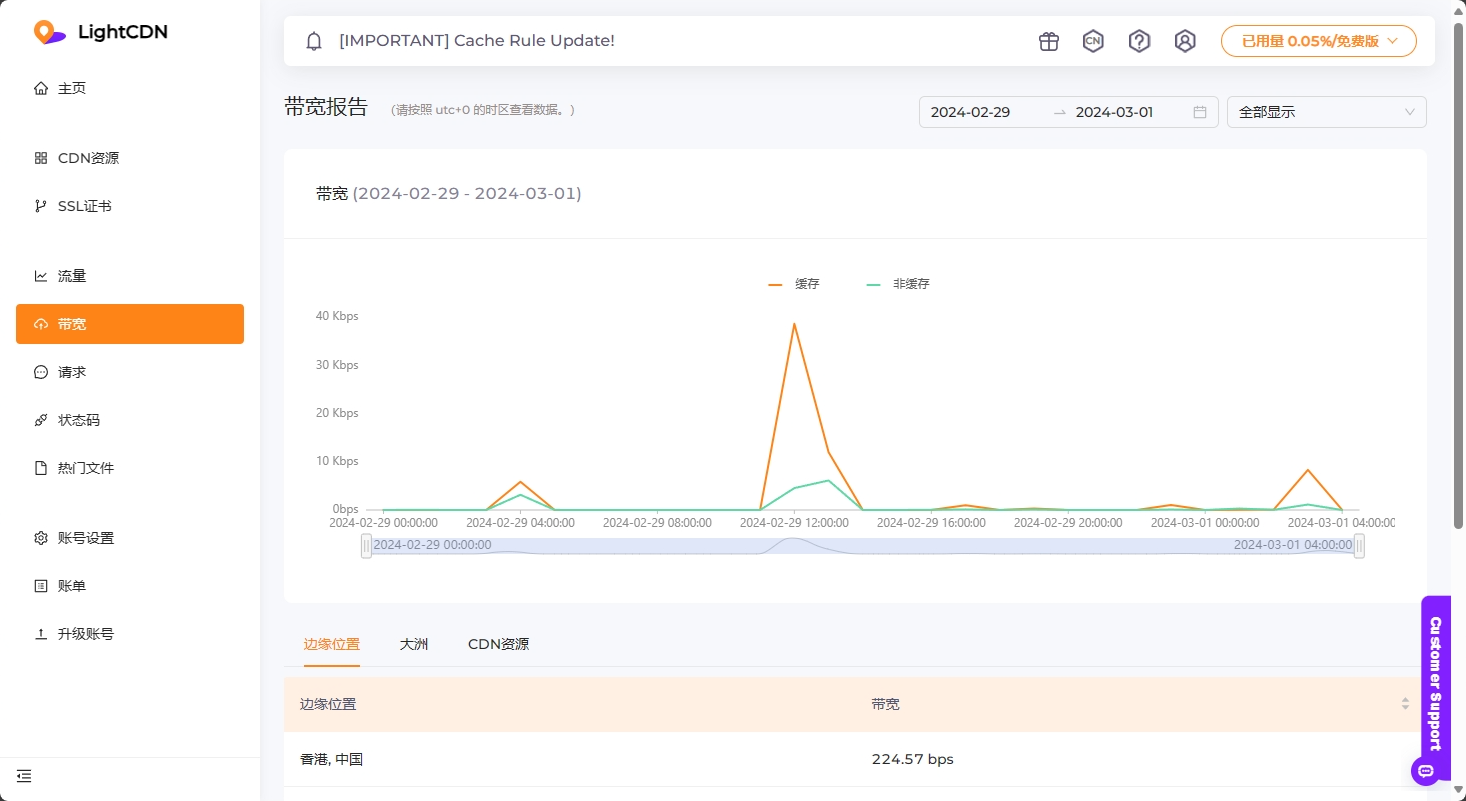 LightCDN
主页
CDN资源
SSL证书
流量
带宽
请求
状态码
热门文件
账号设置
账单
升级账号
[IMPORTANT] Cache Rule Update!
CN
已用量 0.05%/免费版
带宽报告 (请按照 utc+0 的时区查看数据。)
2024-02-29 → 2024-03-01
全部显示
带宽 (2024-02-29 - 2024-03-01)
缓存 非缓存
40 Kbps
30 Kbps
20 Kbps
10 Kbps
0bps
2024-02-29 00:00:00 2024-02-29 04:00:00 2024-02-29 08:00:00 2024-02-29 12:00:00 2024-02-29 16:00:00 2024-02-29 20:00:00 2024-03-01 00:00:00 2024-03-01 04:00:00
2024-02-29 00:00:00 2024-03-01 04:00:00
边缘位置 大洲 CDN资源
边缘位置 带宽
香港, 中国 224.57 bps
Customer Support